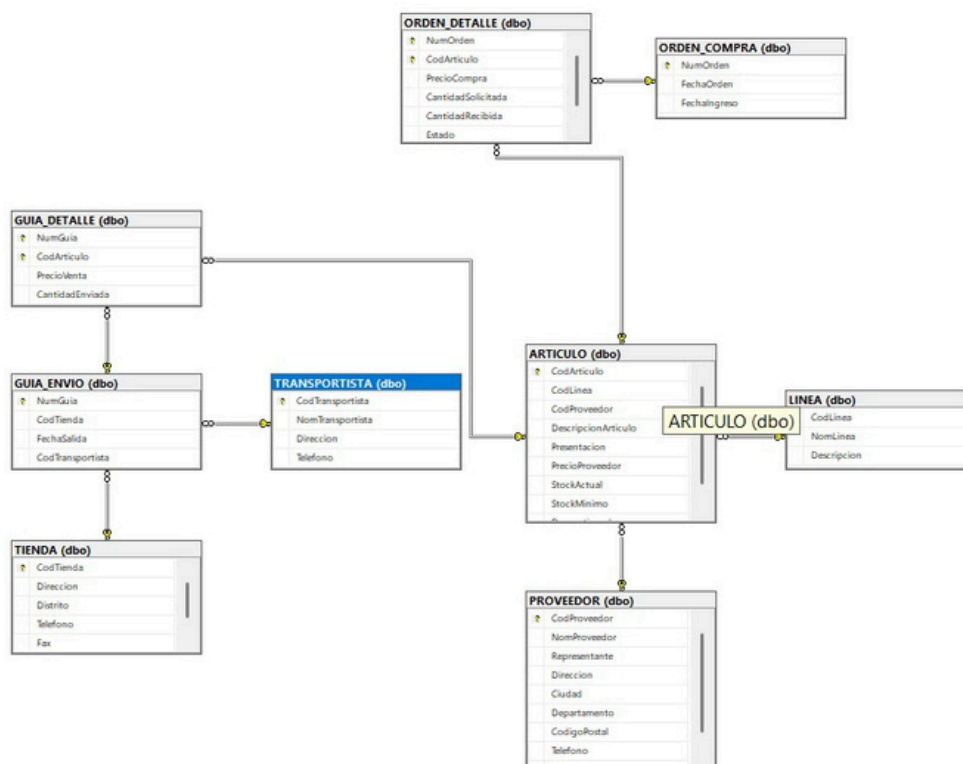 ORDEN_DETALLE (dbo)
NumOrden
CodArticulo
PrecioCompra
CantidadSolicitada
CantidadRecibida
Estado
ORDEN_COMPRA (dbo)
NumOrden
FechaOrden
FechaIngreso
GUIA_DETALLE (dbo)
NumGuia
CodArticulo
PrecioVenta
CantidadEnviada
GUIA_ENVIO (dbo)
NumGuia
CodTienda
FechaSalida
CodTransportista
TRANSPORTISTA (dbo)
CodTransportista
NomTransportista
Direccion
Telefono
ARTICULO (dbo)
CodArticulo
CodLinea
CodProveedor
DescripcionArticulo
Presentacion
PrecioProveedor
StockActual
StockMinimo
ARTICULO (dbo)
LINEA (dbo)
CodLinea
NomLinea
Descripcion
TIENDA (dbo)
CodTienda
Direccion
Distrito
Telefono
Fax
PROVEEDOR (dbo)
CodProveedor
NomProveedor
Representante
Direccion
Ciudad
Departamento
CodigoPostal
Telefono